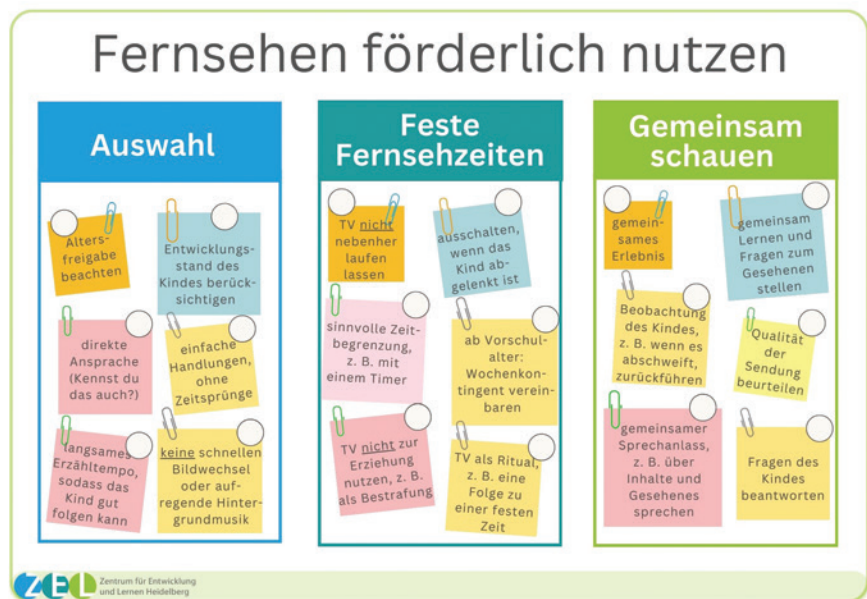 Fernsehen förderlich nutzen
Auswahl
Alters-
freigabe
beachten
Entwicklungs-
stand des
Kindes berück-
sichtigen
direkte
Ansprache
(Kennst du
das auch?)
einfache
Handlungen,
ohne
Zeitsprünge
langsames
Erzähltempo,
sodass das
Kind gut
folgen kann
keine schnellen
Bildwechsel
oder auf-
regende Hinter-
grundmusik
Feste
Fernsehzeiten
TV nicht
nebenher
laufen
lassen
ausschalten,
wenn das
Kind ab-
gelenkt ist
sinnvolle Zeit-
begrenzung,
z. B. mit
einem Timer
ab Vorschul-
alter:
Wochenkon-
tingent verein-
baren
TV nicht zur
Erziehung
nutzen, z. B.
als Bestrafung
TV als Ritual,
z. B. eine
Folge zu
einer festen
Zeit
Gemeinsam
schauen
gemein-
sames
Erlebnis
gemeinsam
Lernen und
Fragen zum
Gesehenen
stellen
Beobachtung
des Kindes,
z. B. wenn es
abschweift,
zurückführen
Qualität
der
Sendung
beurteilen
gemeinsamer
Sprechanlass,
z. B. über
Inhalte und
Gesehenes
sprechen
Fragen des
Kindes
beantworten
ZEL Zentrum für Entwicklung
und Lernen Heidelberg